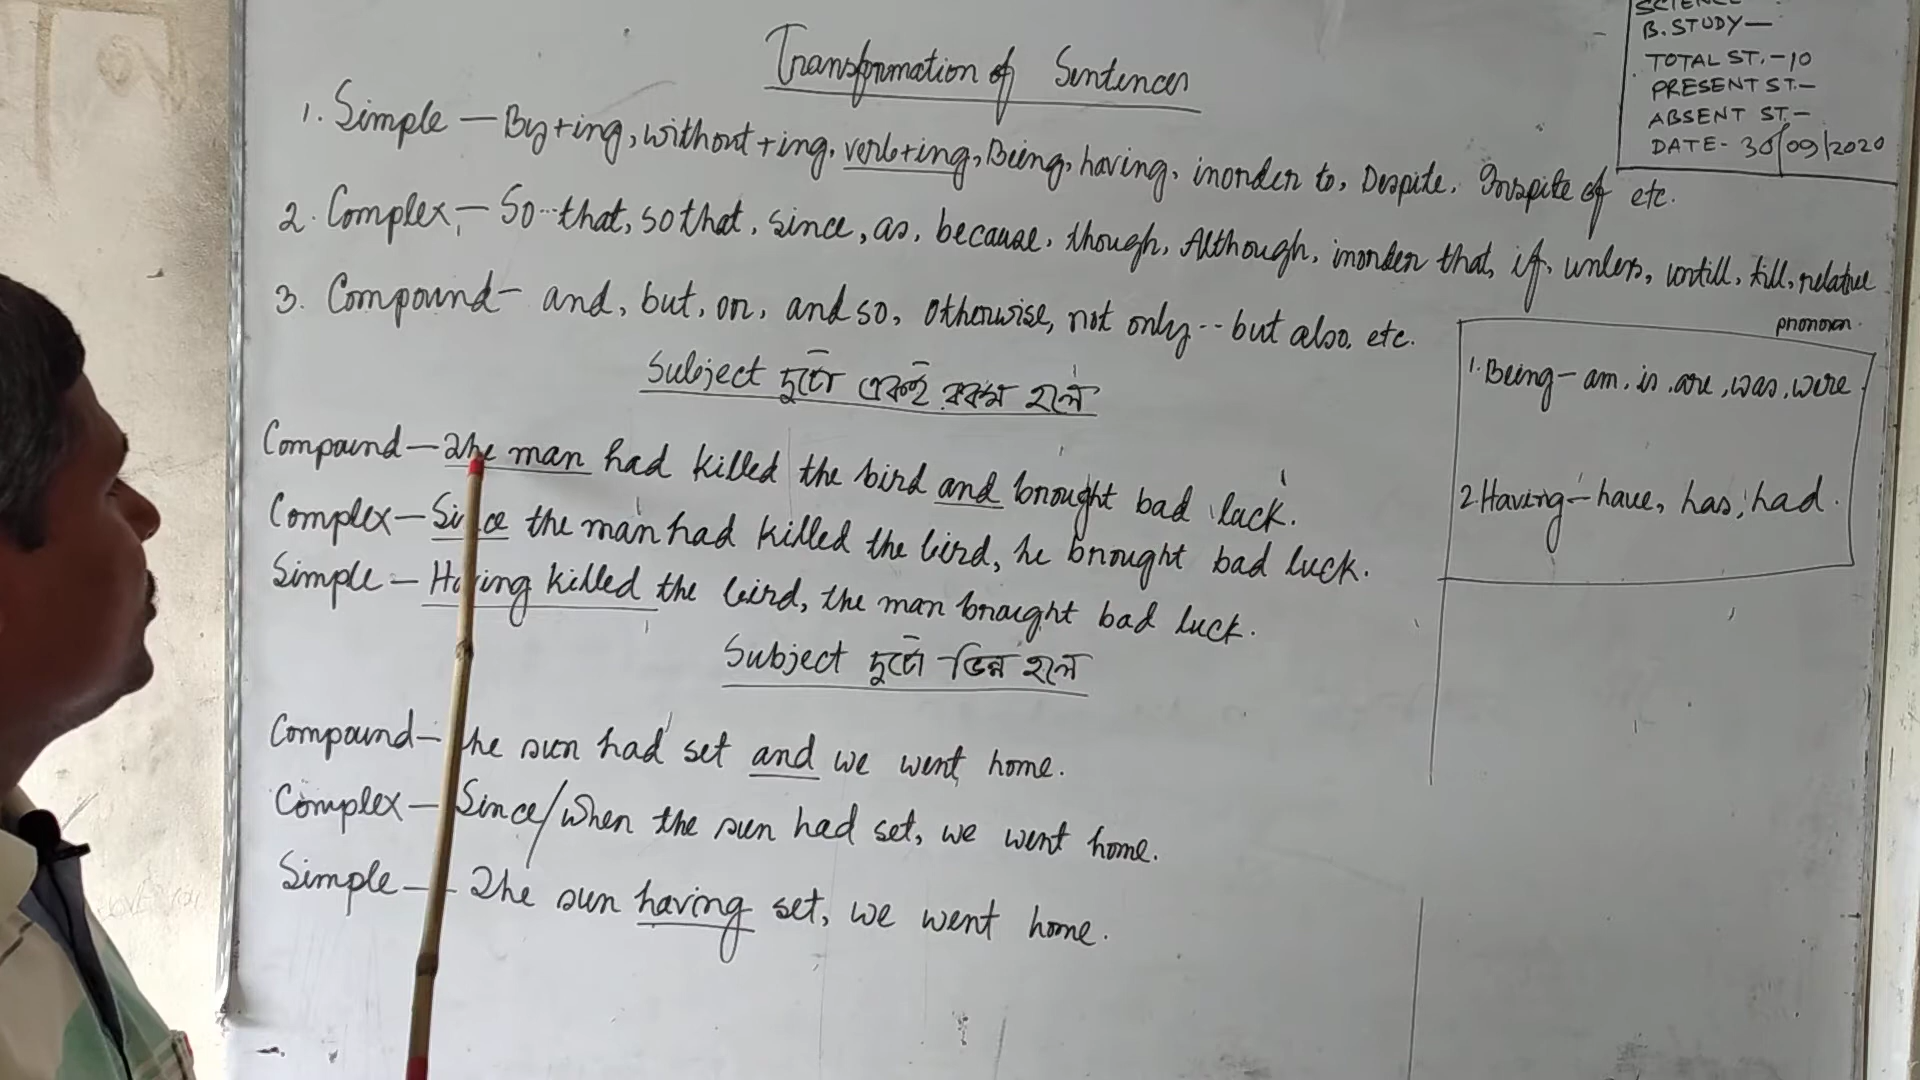 Transformation of Sentences
1. Simple — By+ing, without+ing, verb+ing, Being, having, inorder to, Despite. Inspite of etc.
2. Complex — So--that, so that, since, as, because, though, Although, inorder that, if, unless, untill, till, relative
pronoun.
3. Compound — and, but, or, and so, otherwise, not only -- but also, etc.
Subject দুটো একই রকম হলে
Compound — The man had killed the bird and brought bad luck.
Complex — Since the man had killed the bird, he brought bad luck.
Simple — Having killed the bird, the man brought bad luck.
Subject দুটো ভিন্ন হলে
Compound — The sun had set and we went home.
Complex — Since/When the sun had set, we went home.
Simple — The sun having set, we went home.
SCIENCE
B. STUDY —
TOTAL ST. - 10
PRESENT ST. -
ABSENT ST. -
DATE - 30/09/2020
1. Being — am, is, are, was, were
2. Having — have, has, had.